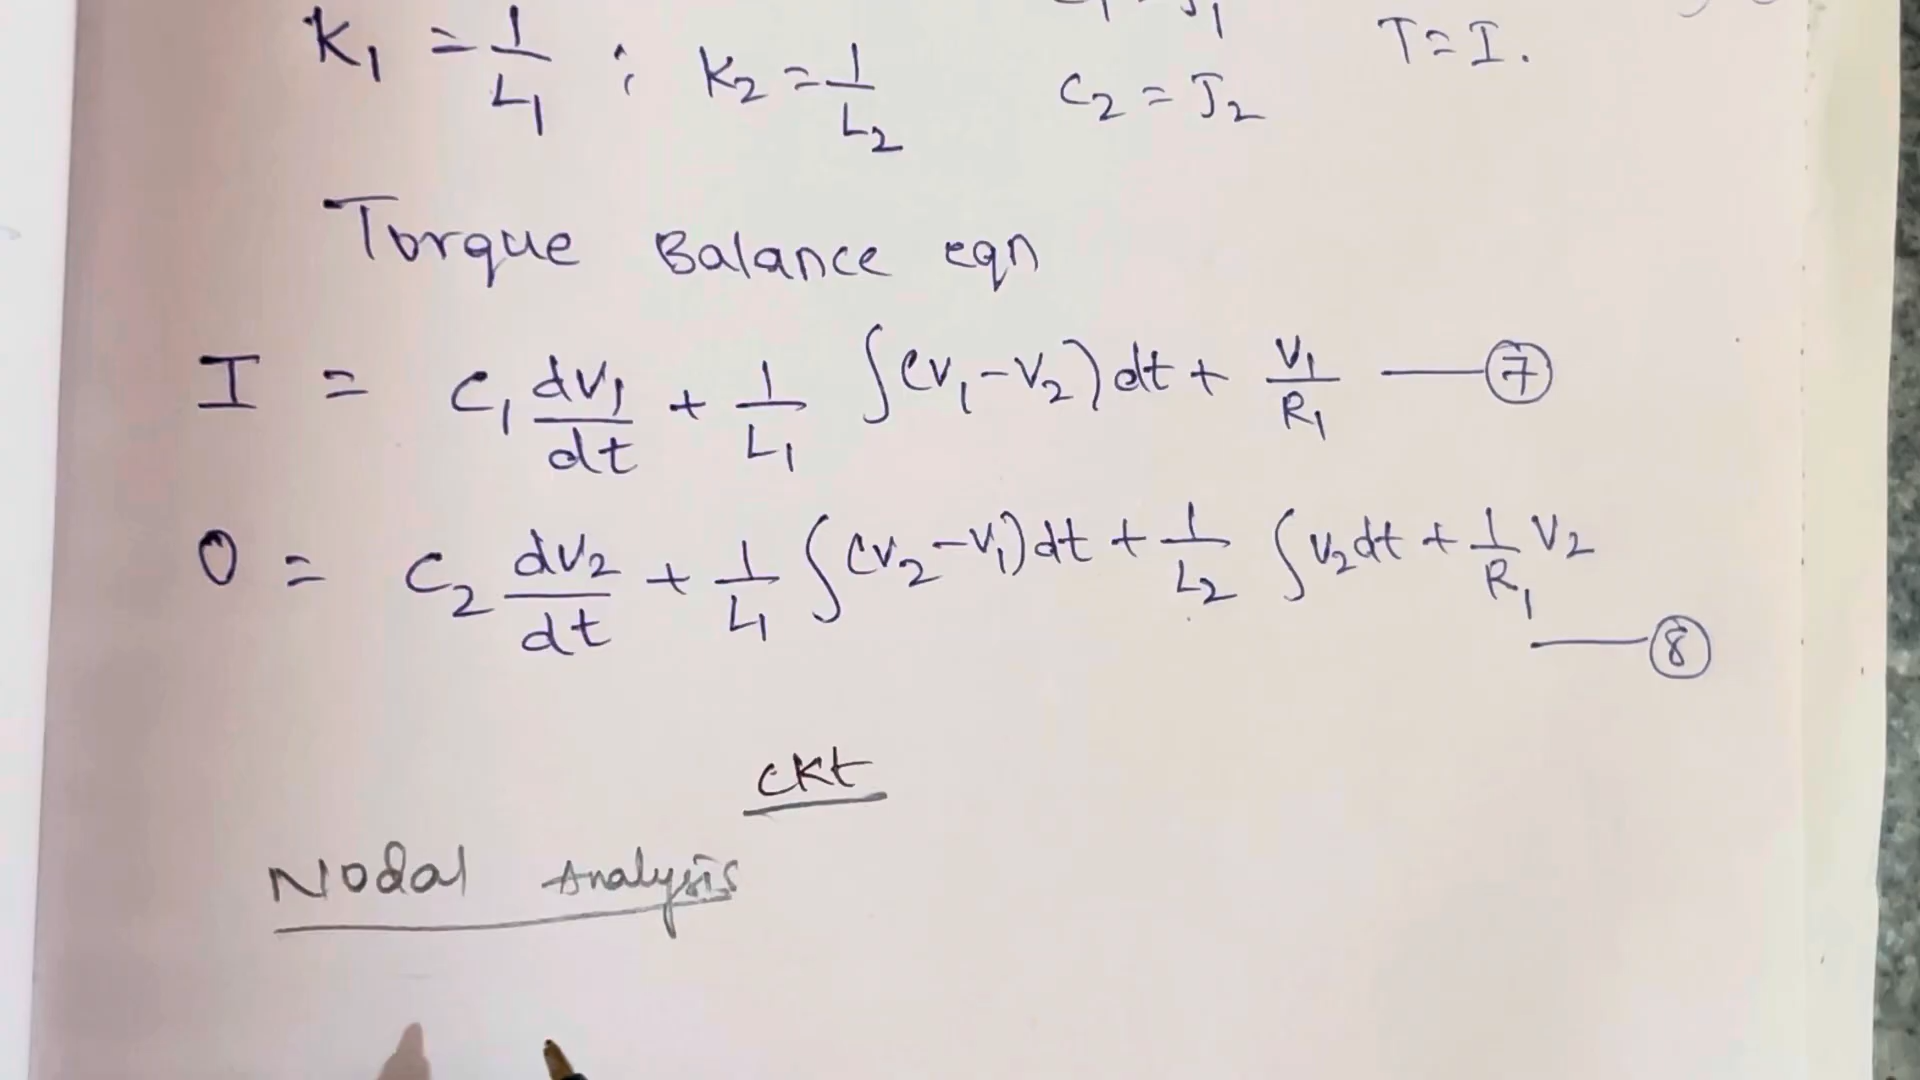 K₁ = 1/L₁ ; K₂ = 1/L₂
C₂ = J₂
T = I.
Torque Balance eqn
I = C₁ dv₁/dt + 1/L₁ ∫(v₁-v₂)dt + v₁/R₁ —— ⑦
0 = C₂ dv₂/dt + 1/L₁ ∫(v₂-v₁)dt + 1/L₂ ∫v₂dt + 1/R₁ v₂
—— ⑧
ckt
Nodal Analysis